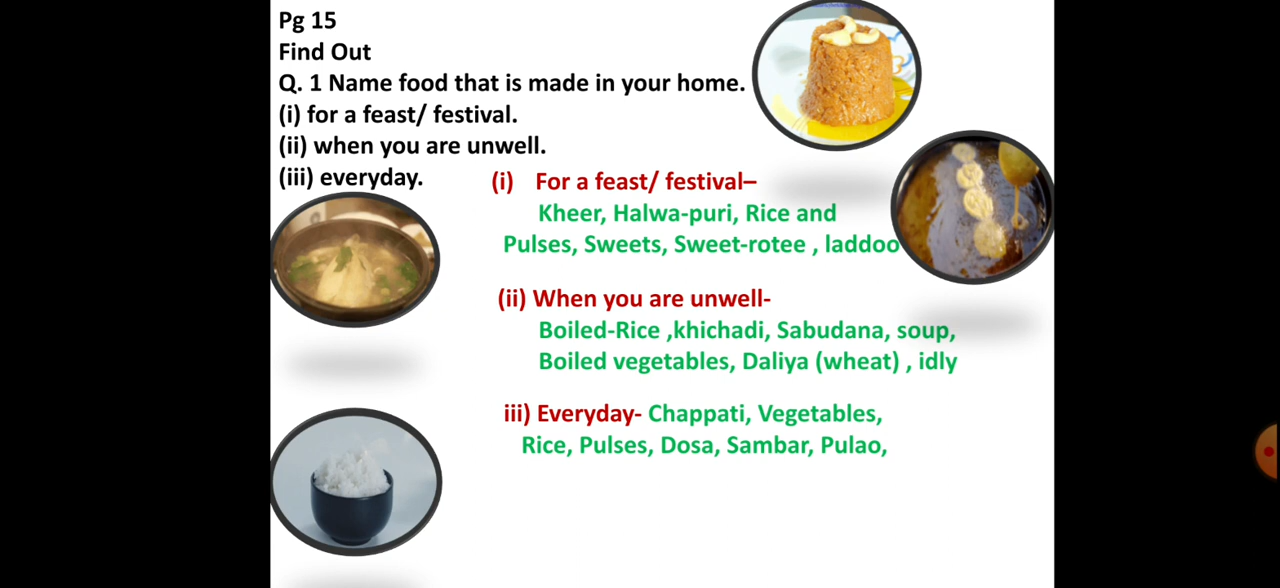 Pg 15
Find Out
Q. 1 Name food that is made in your home.
(i) for a feast/ festival.
(ii) when you are unwell.
(iii) everyday.
(i) For a feast/ festival–
Kheer, Halwa-puri, Rice and
Pulses, Sweets, Sweet-rotee , laddoo
(ii) When you are unwell-
Boiled-Rice ,khichadi, Sabudana, soup,
Boiled vegetables, Daliya (wheat) , idly
iii) Everyday- Chappati, Vegetables,
Rice, Pulses, Dosa, Sambar, Pulao,